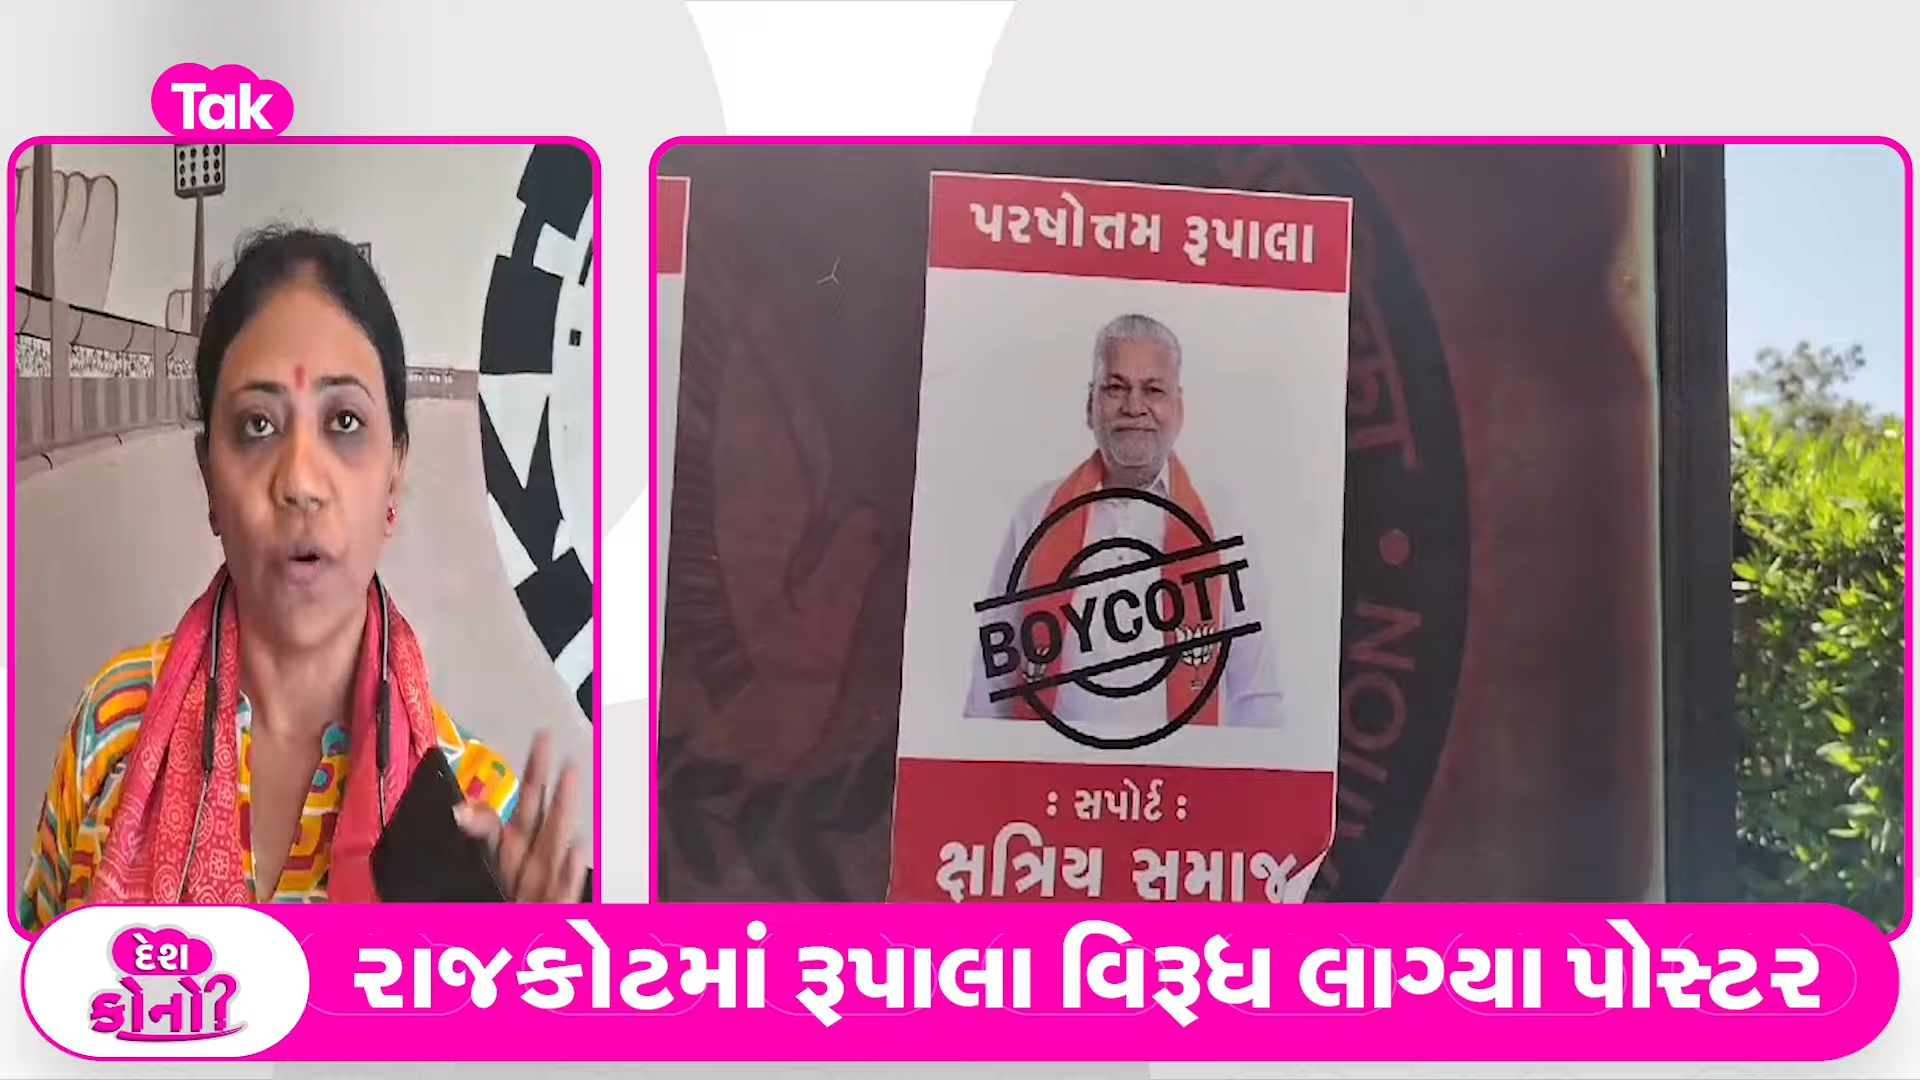 Tak
પરષોત્તમ રૂપાલા
BOYCOTT
: સપોર્ટ :
ક્ષત્રિય સમાજ
દેશ
કોનો?
રાજકોટમાં રૂપાલા વિરૂધ લાગ્યા પોસ્ટર